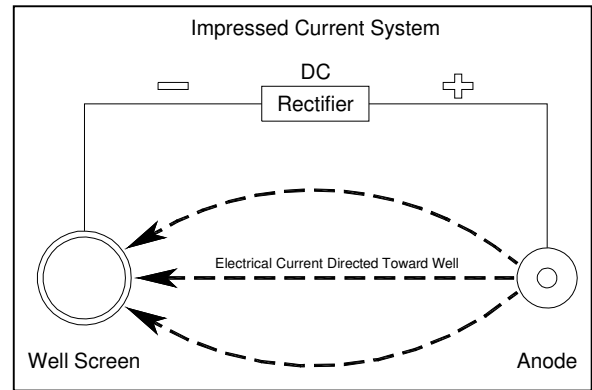 Impressed Current System
DC
Rectifier
Electrical Current Directed Toward Well
Well Screen
Anode